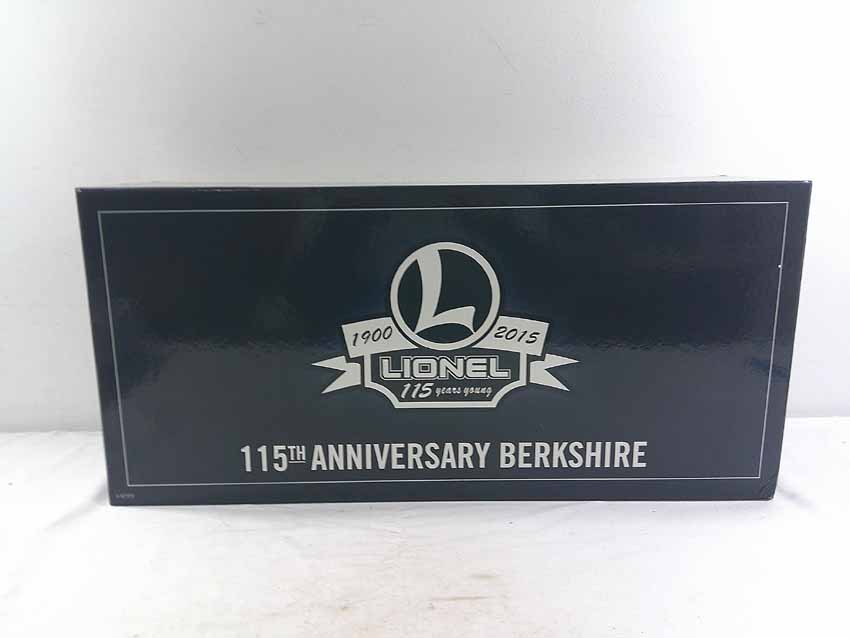 L
1900 2015
LIONEL
115 years young
115TH ANNIVERSARY BERKSHIRE